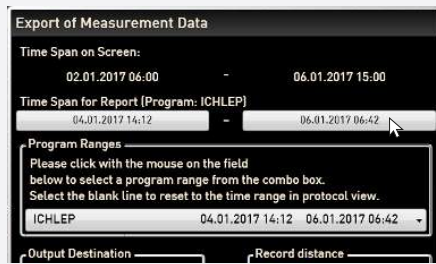 Export of Measurement Data
Time Span on Screen:
02.01.2017 06:00 - 06.01.2017 15:00
Time Span for Report (Program: ICHLEP)
04.01.2017 14:12 - 06.01.2017 06:42
Program Ranges
Please click with the mouse on the field
below to select a program range from the combo box.
Select the blank line to reset to the time range in protocol view.
ICHLEP 04.01.2017 14:12 06.01.2017 06:42
Output Destination Record distance